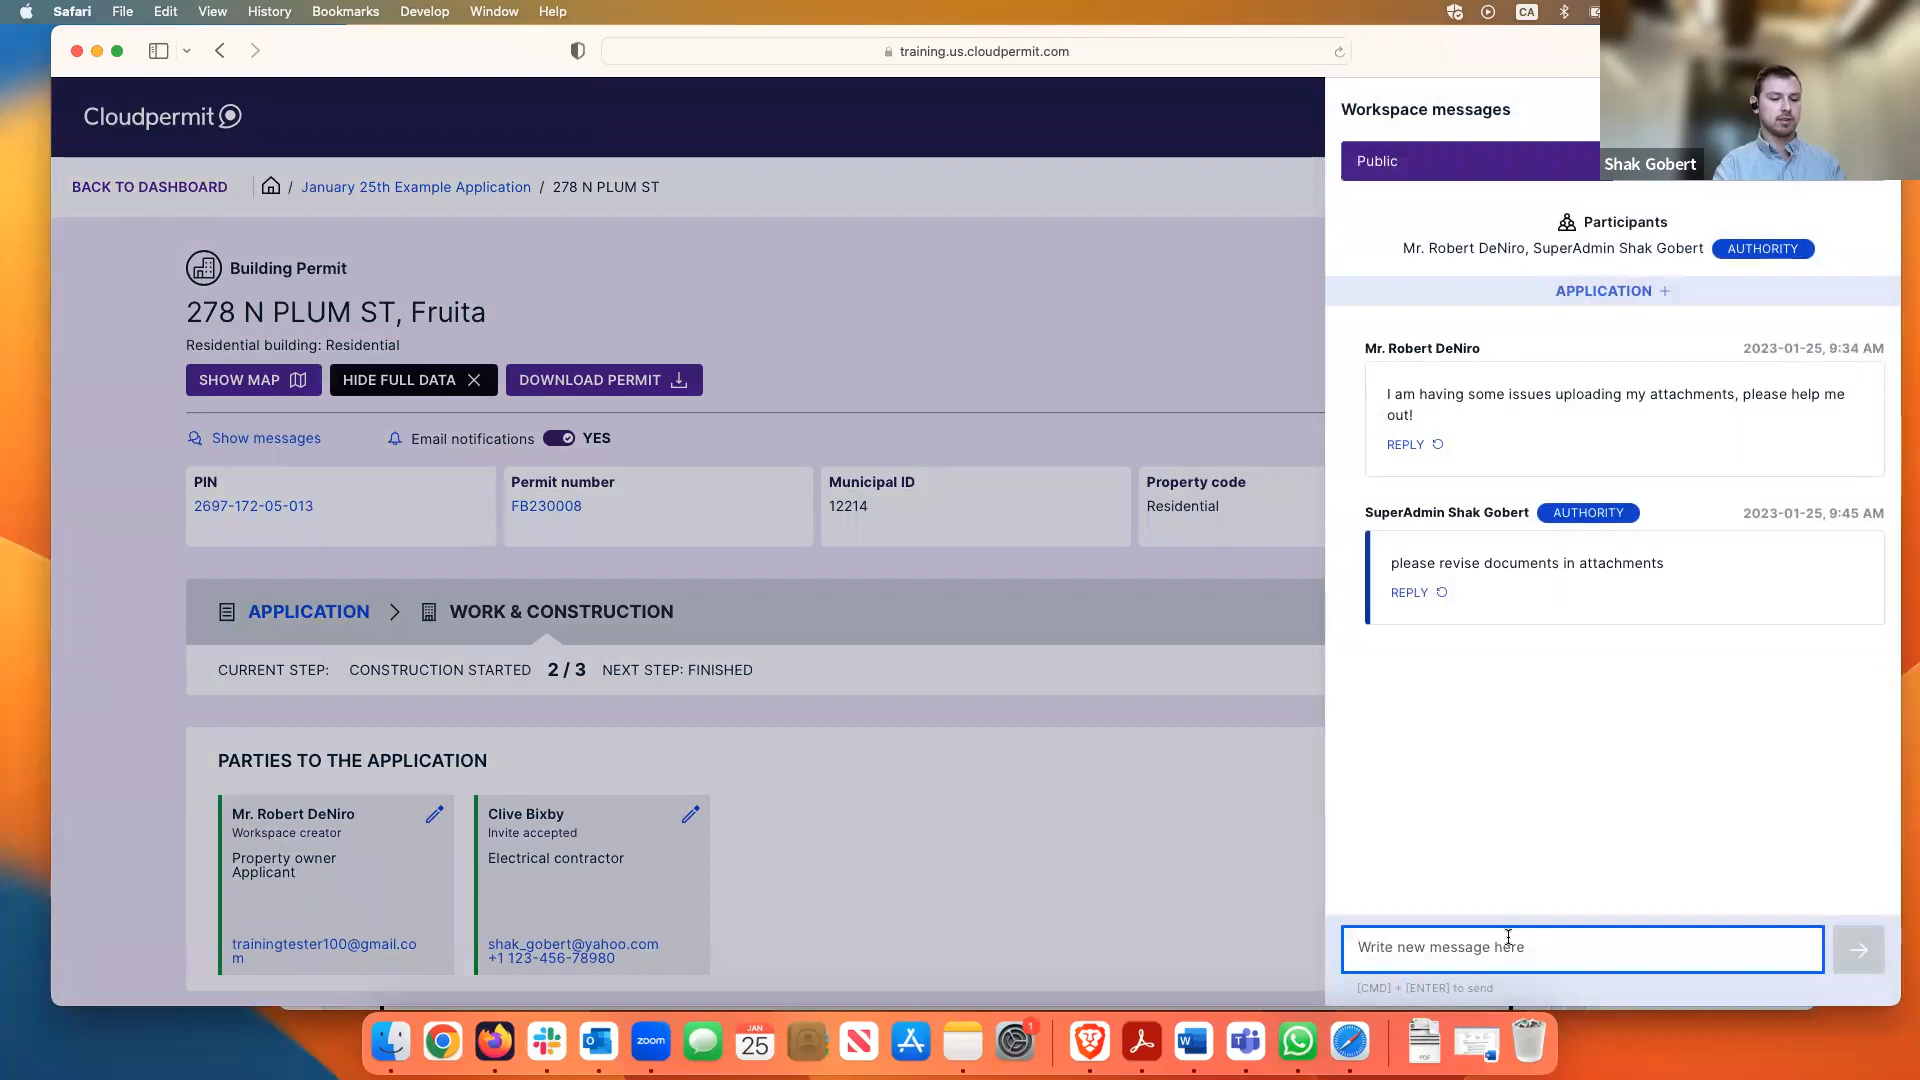 Safari File Edit View History Bookmarks Develop Window Help
CA
training.us.cloudpermit.com
Cloudpermit
BACK TO DASHBOARD / January 25th Example Application / 278 N PLUM ST
Building Permit
278 N PLUM ST, Fruita
Residential building: Residential
SHOW MAP HIDE FULL DATA DOWNLOAD PERMIT
Show messages Email notifications YES
PIN Permit number Municipal ID Property code
2697-172-05-013 FB230008 12214 Residential
APPLICATION WORK & CONSTRUCTION
CURRENT STEP: CONSTRUCTION STARTED 2 / 3 NEXT STEP: FINISHED
PARTIES TO THE APPLICATION
Mr. Robert DeNiro
Workspace creator
Property owner
Applicant
trainingtester100@gmail.co
m
Clive Bixby
Invite accepted
Electrical contractor
shak_gobert@yahoo.com
+1 123-456-78980
Workspace messages
Public
Shak Gobert
Participants
Mr. Robert DeNiro, SuperAdmin Shak Gobert AUTHORITY
APPLICATION +
Mr. Robert DeNiro 2023-01-25, 9:34 AM
I am having some issues uploading my attachments, please help me
out!
REPLY
SuperAdmin Shak Gobert AUTHORITY 2023-01-25, 9:45 AM
please revise documents in attachments
REPLY
Write new message here
[CMD] + [ENTER] to send
zoom
JAN
25
1
W
T
PDF
W